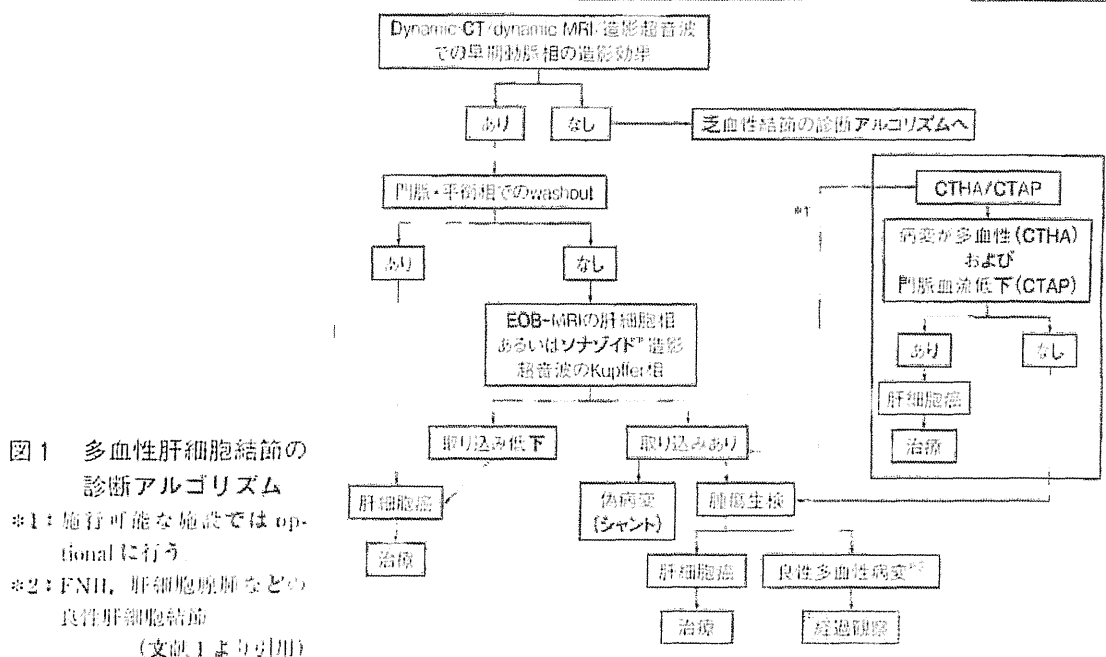 Dynamic CT/dynamic MRI/造影超音波
での早期動脈相の造影効果
あり
なし
乏血性結節の診断アルゴリズムへ
門脈・平衡相でのwashout
あり
なし
EOB-MRIの肝細胞相
あるいはソナゾイド®造影
超音波のKupffer相
取り込み低下
取り込みあり
肝細胞癌
治療
偽病変
(シャント)
腫瘍生検
肝細胞癌
良性多血性病変*2
治療
経過観察
*1
CTHA/CTAP
病変が多血性(CTHA)
および
門脈血流低下(CTAP)
あり
なし
肝細胞癌
治療
図1 多血性肝細胞結節の
診断アルゴリズム
*1:施行可能な施設では op-
tional に行う
*2:FNH, 肝細胞腺腫などの
良性肝細胞結節
(文献1より引用)